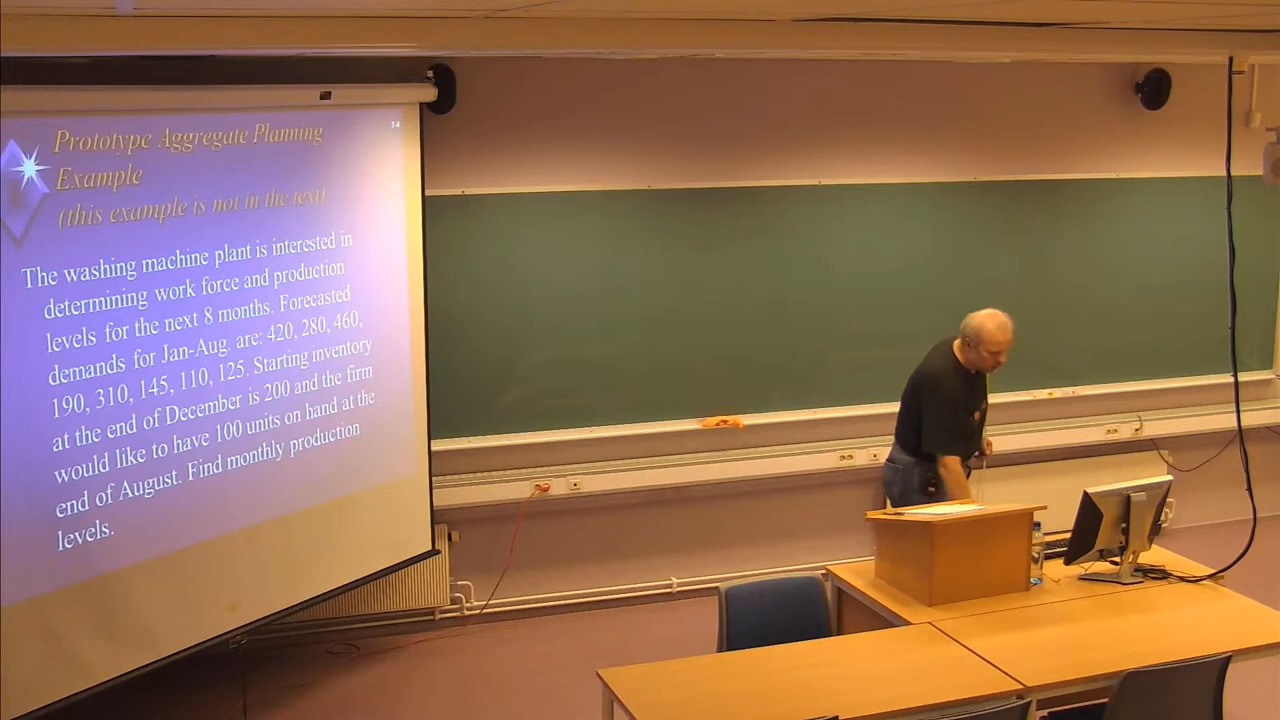 34
Prototype Aggregate Planning
Example
(this example is not in the text)
The washing machine plant is interested in
determining work force and production
levels for the next 8 months. Forecasted
demands for Jan-Aug. are: 420, 280, 460,
190, 310, 145, 110, 125. Starting inventory
at the end of December is 200 and the firm
would like to have 100 units on hand at the
end of August. Find monthly production
levels.